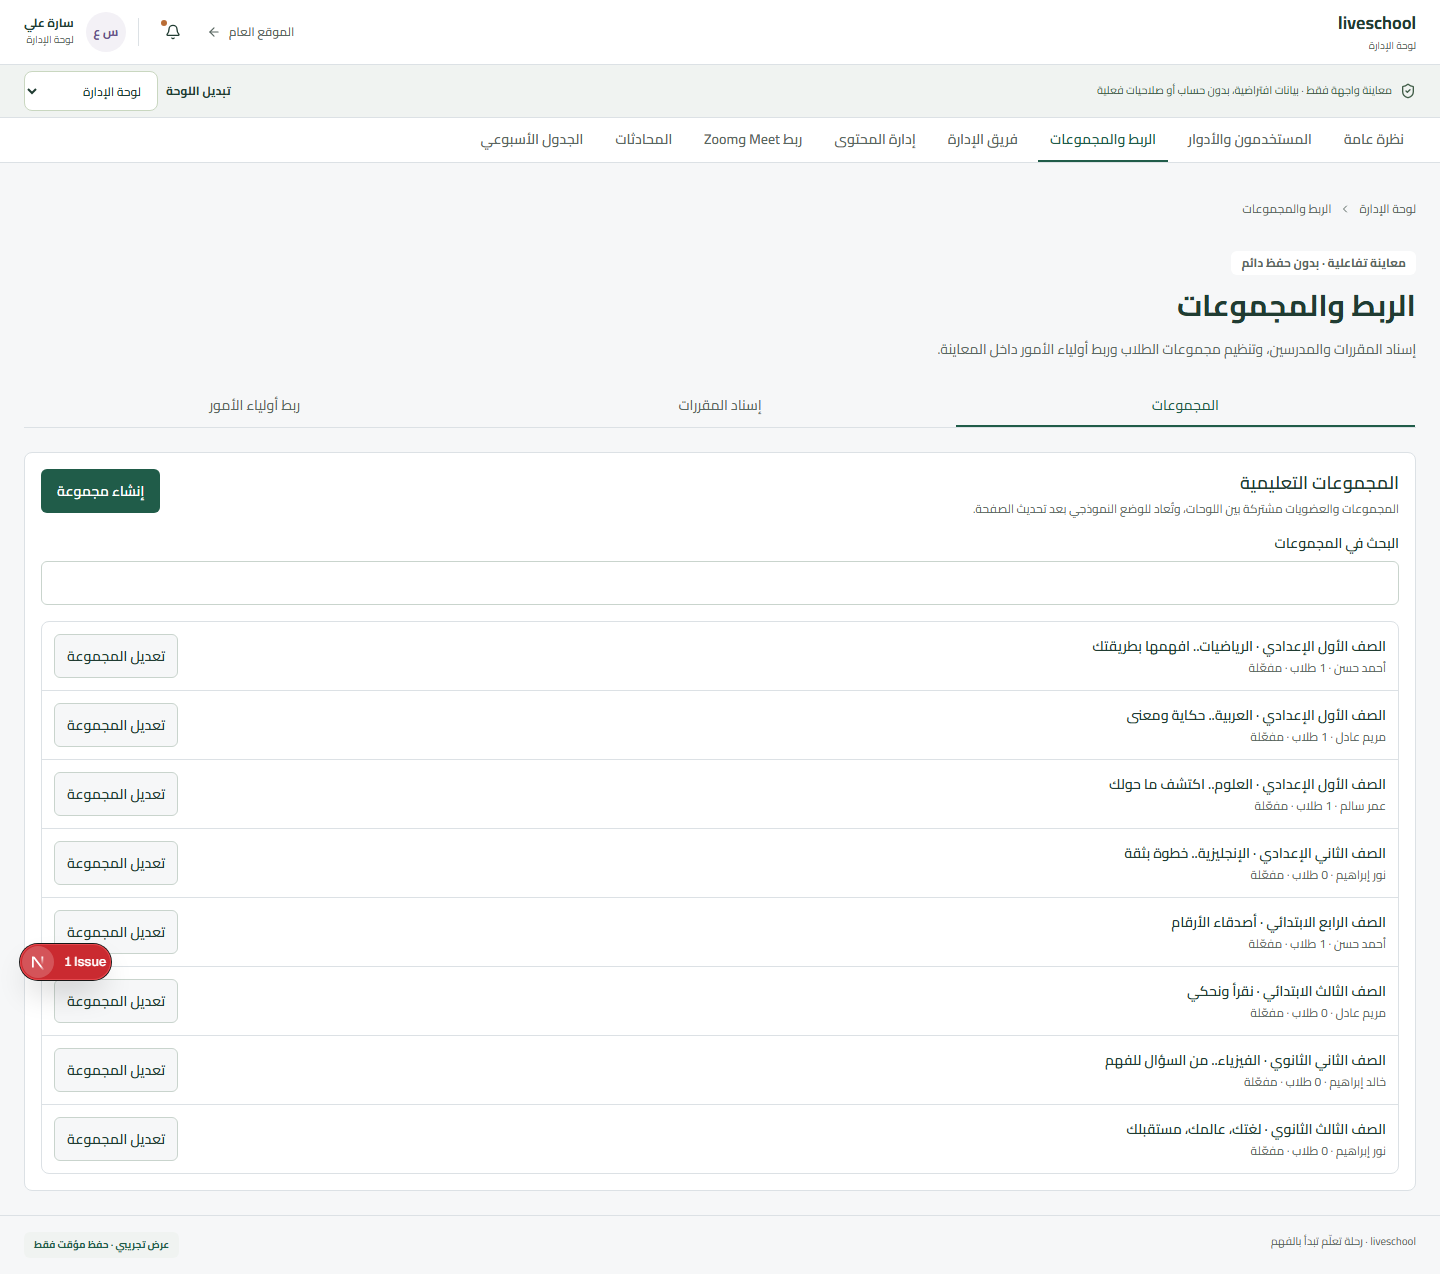 liveschool
لوحة الإدارة
الموقع العام
س ع
سارة علي
لوحة الإدارة
معاينة واجهة فقط · بيانات افتراضية، بدون حساب أو صلاحيات فعلية
تبديل اللوحة
لوحة الإدارة
نظرة عامة
المستخدمون والأدوار
الربط والمجموعات
فريق الإدارة
إدارة المحتوى
ربط Zoomg Meet
المحادثات
الجدول الأسبوعي
لوحة الإدارة › الربط والمجموعات
معاينة تفاعلية · بدون حفظ دائم
الربط والمجموعات
إسناد المقررات والمدرسين، وتنظيم مجموعات الطلاب وربط أولياء الأمور داخل المعاينة.
المجموعات
إسناد المقررات
ربط أولياء الأمور
المجموعات التعليمية
المجموعات والعضويات مشتركة بين اللوحات، وتُعاد للوضع النموذجي بعد تحديث الصفحة.
إنشاء مجموعة
البحث في المجموعات
الصف الأول الإعدادي · الرياضيات.. افهمها بطريقتك
أحمد حسن · 1 طلاب · مفعّلة
تعديل المجموعة
الصف الأول الإعدادي · العربية.. حكاية ومعنى
مريم عادل · 1 طلاب · مفعّلة
تعديل المجموعة
الصف الأول الإعدادي · العلوم.. اكتشف ما حولك
عمر سالم · 1 طلاب · مفعّلة
تعديل المجموعة
الصف الثاني الإعدادي · الإنجليزية.. خطوة بثقة
نور إبراهيم · 0 طلاب · مفعّلة
تعديل المجموعة
الصف الرابع الابتدائي · أصدقاء الأرقام
أحمد حسن · 1 طلاب · مفعّلة
تعديل المجموعة
1 Issue
الصف الثالث الابتدائي · نقرأ ونحكي
مريم عادل · 0 طلاب · مفعّلة
تعديل المجموعة
الصف الثاني الثانوي · الفيزياء.. من السؤال للفهم
خالد إبراهيم · 0 طلاب · مفعّلة
تعديل المجموعة
الصف الثالث الثانوي · لغتك، عالمك، مستقبلك
نور إبراهيم · 0 طلاب · مفعّلة
تعديل المجموعة
liveschool · رحلة تعلّم تبدأ بالفهم
عرض تجريبي · حفظ مؤقت فقط